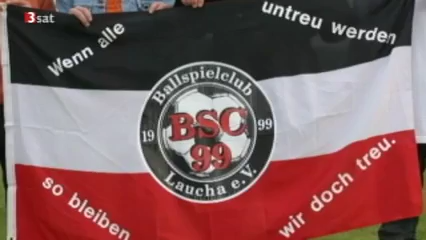 3sat
Wenn alle
untreu werden
Ballspielclub
19 99
BSC
99
Laucha e.V.
so bleiben
wir doch treu.